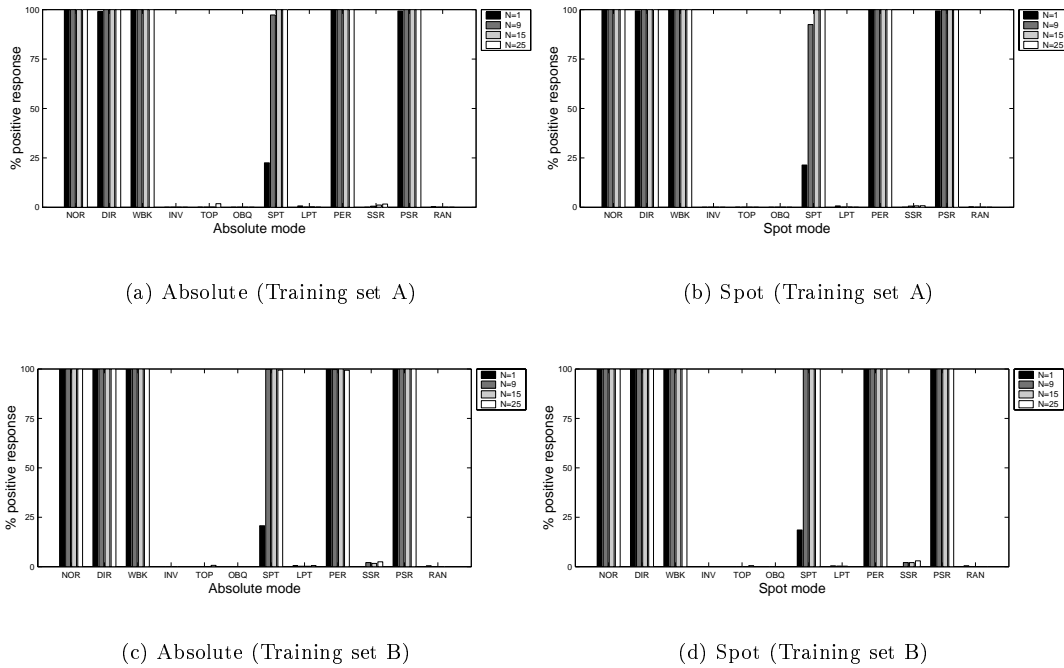 % positive response
100
75
50
25
0
NOR DIR WBK INV TOP OBQ SPT LPT PER SSR PSR RAN
Absolute mode
N=1
N=9
N=15
N=25
(a) Absolute (Training set A)
% positive response
100
75
50
25
0
NOR DIR WBK INV TOP OBQ SPT LPT PER SSR PSR RAN
Spot mode
N=1
N=9
N=15
N=25
(b) Spot (Training set A)
% positive response
100
75
50
25
0
NOR DIR WBK INV TOP OBQ SPT LPT PER SSR PSR RAN
Absolute mode
N=1
N=9
N=15
N=25
(c) Absolute (Training set B)
% positive response
100
75
50
25
0
NOR DIR WBK INV TOP OBQ SPT LPT PER SSR PSR RAN
Spot mode
N=1
N=9
N=15
N=25
(d) Spot (Training set B)